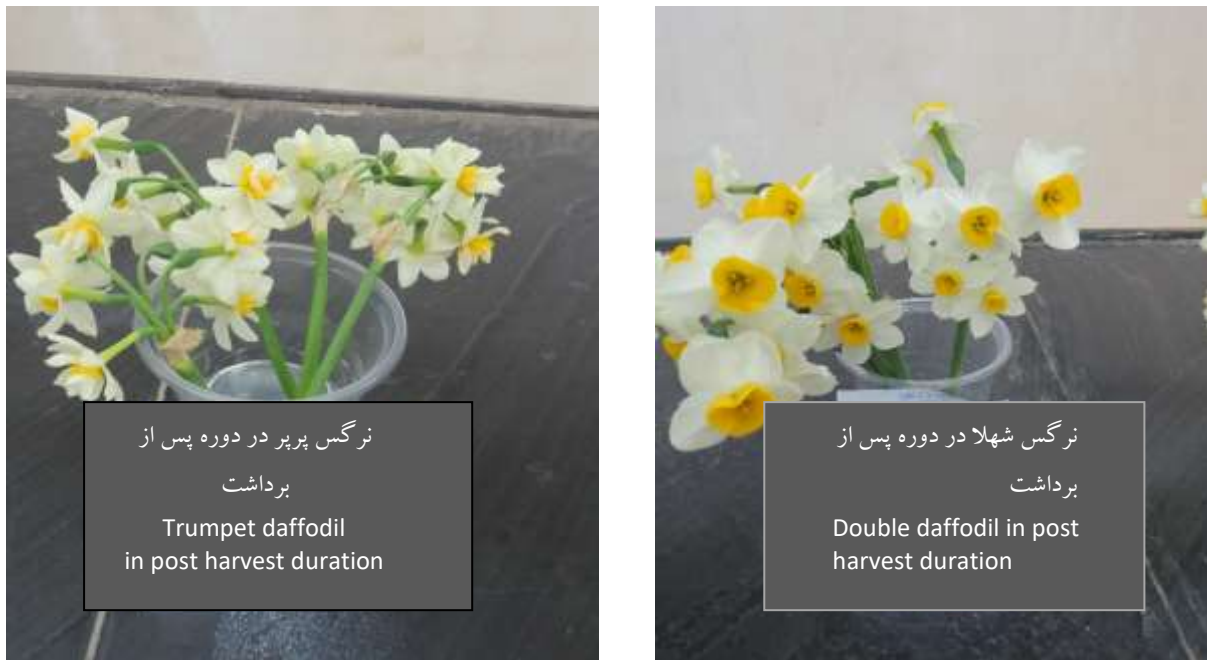 نرگس پرپر در دوره پس از
برداشت
Trumpet daffodil
in post harvest duration
نرگس شهلا در دوره پس از
برداشت
Double daffodil in post
harvest duration